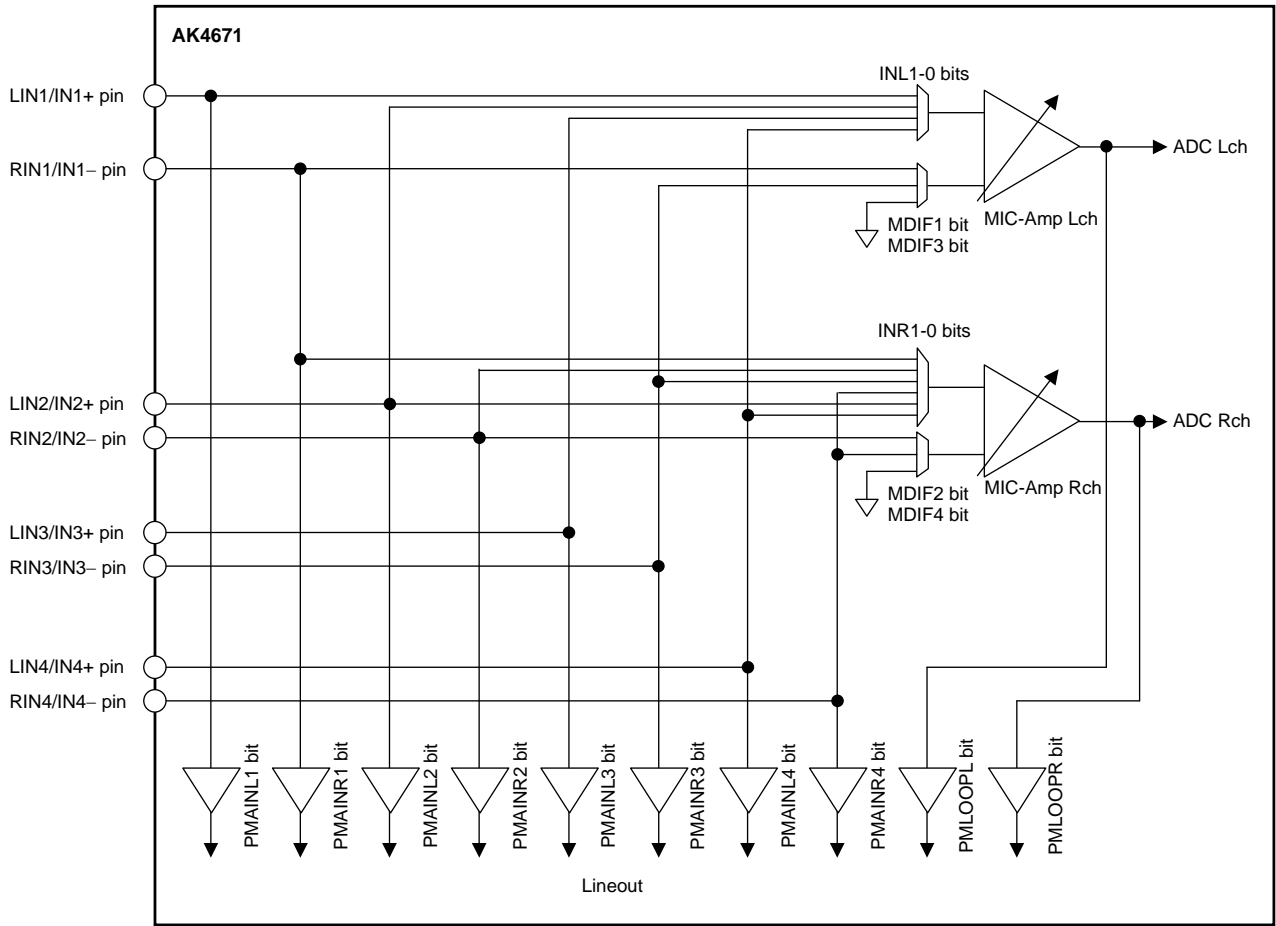 AK4671
INL1-0 bits
LIN1/IN1+ pin
ADC Lch
RIN1/IN1− pin
MIC-Amp Lch
MDIF1 bit
MDIF3 bit
INR1-0 bits
LIN2/IN2+ pin
ADC Rch
RIN2/IN2− pin
MIC-Amp Rch
MDIF2 bit
MDIF4 bit
LIN3/IN3+ pin
RIN3/IN3− pin
LIN4/IN4+ pin
RIN4/IN4− pin
PMAINL1 bit
PMAINR1 bit
PMAINL2 bit
PMAINR2 bit
PMAINL3 bit
PMAINR3 bit
PMAINL4 bit
PMAINR4 bit
PMLOOPL bit
PMLOOPR bit
Lineout